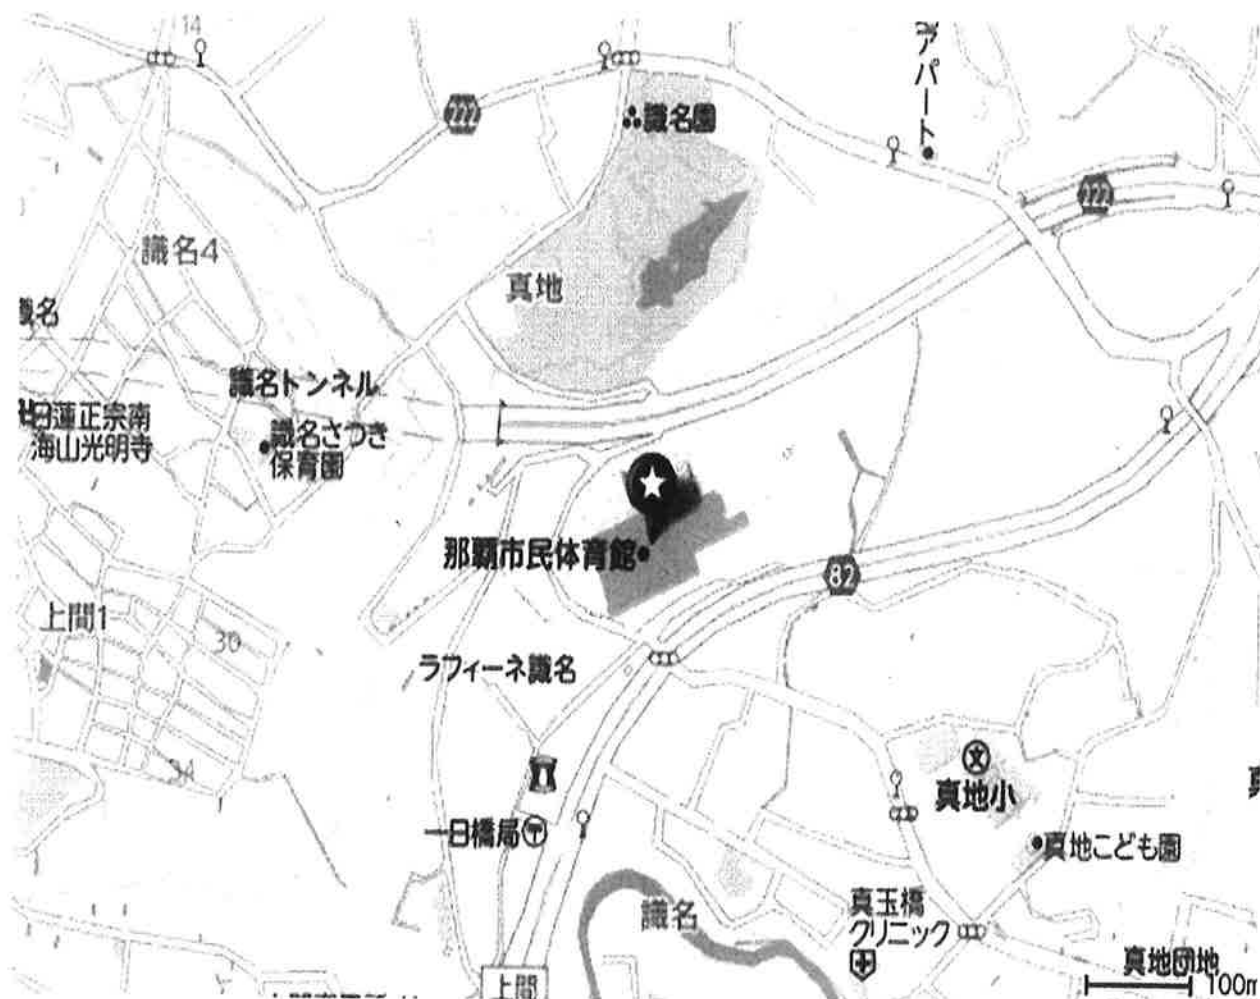 14
アパート
222
識名園
222
識名4
真地
識名
識名トンネル
日蓮正宗南
海山光明寺
識名さつき
保育園
那覇市民体育館
82
上間1
30
ラフィーネ識名
34
真地小
一日橋局
真地こども園
識名
真玉橋
クリニック
真地団地
上間
100m